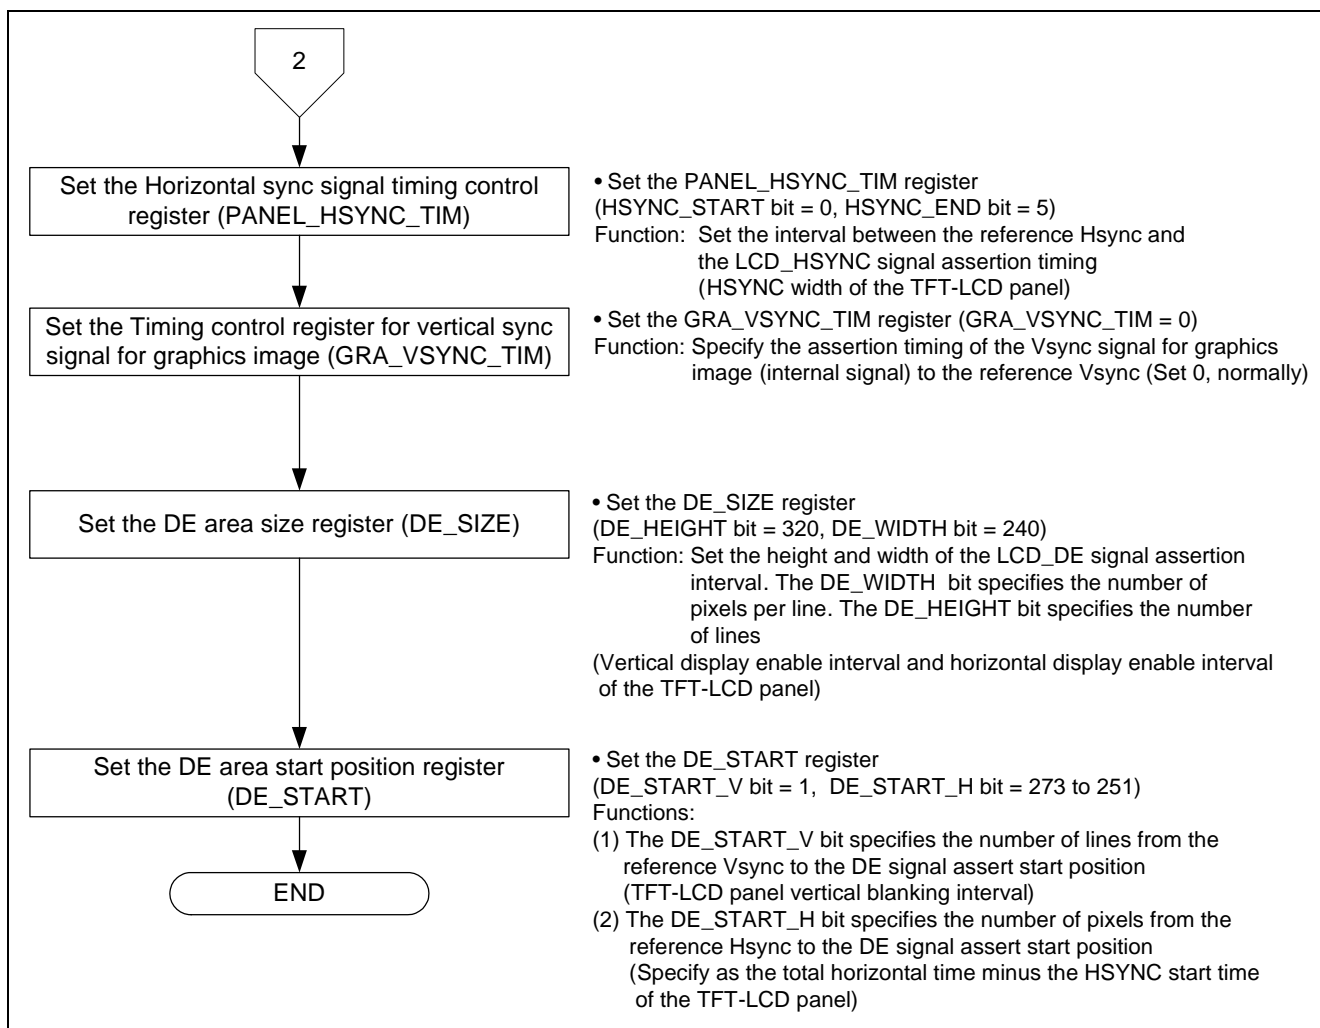 2
Set the Horizontal sync signal timing control
register (PANEL_HSYNC_TIM)
• Set the PANEL_HSYNC_TIM register
(HSYNC_START bit = 0, HSYNC_END bit = 5)
Function: Set the interval between the reference Hsync and
the LCD_HSYNC signal assertion timing
(HSYNC width of the TFT-LCD panel)
Set the Timing control register for vertical sync
signal for graphics image (GRA_VSYNC_TIM)
• Set the GRA_VSYNC_TIM register (GRA_VSYNC_TIM = 0)
Function: Specify the assertion timing of the Vsync signal for graphics
image (internal signal) to the reference Vsync (Set 0, normally)
Set the DE area size register (DE_SIZE)
• Set the DE_SIZE register
(DE_HEIGHT bit = 320, DE_WIDTH bit = 240)
Function: Set the height and width of the LCD_DE signal assertion
interval. The DE_WIDTH bit specifies the number of
pixels per line. The DE_HEIGHT bit specifies the number
of lines
(Vertical display enable interval and horizontal display enable interval
of the TFT-LCD panel)
Set the DE area start position register
(DE_START)
• Set the DE_START register
(DE_START_V bit = 1, DE_START_H bit = 273 to 251)
Functions:
(1) The DE_START_V bit specifies the number of lines from the
reference Vsync to the DE signal assert start position
(TFT-LCD panel vertical blanking interval)
(2) The DE_START_H bit specifies the number of pixels from the
reference Hsync to the DE signal assert start position
(Specify as the total horizontal time minus the HSYNC start time
of the TFT-LCD panel)
END